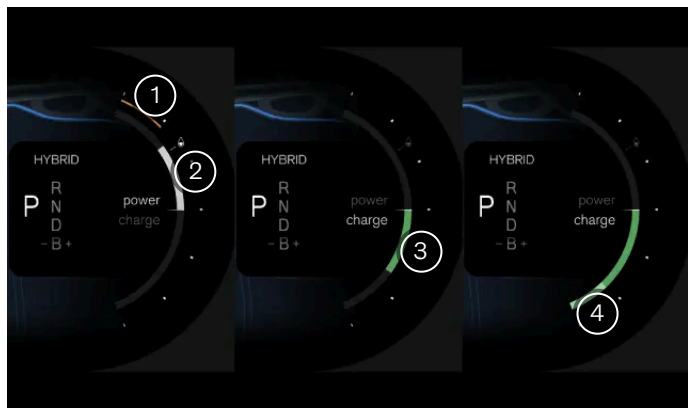 1
2
HYBRID
P
R
N
D
- B +
power
charge
HYBRID
P
R
N
D
- B +
power
charge
3
HYBRID
P
R
N
D
- B +
power
charge
4